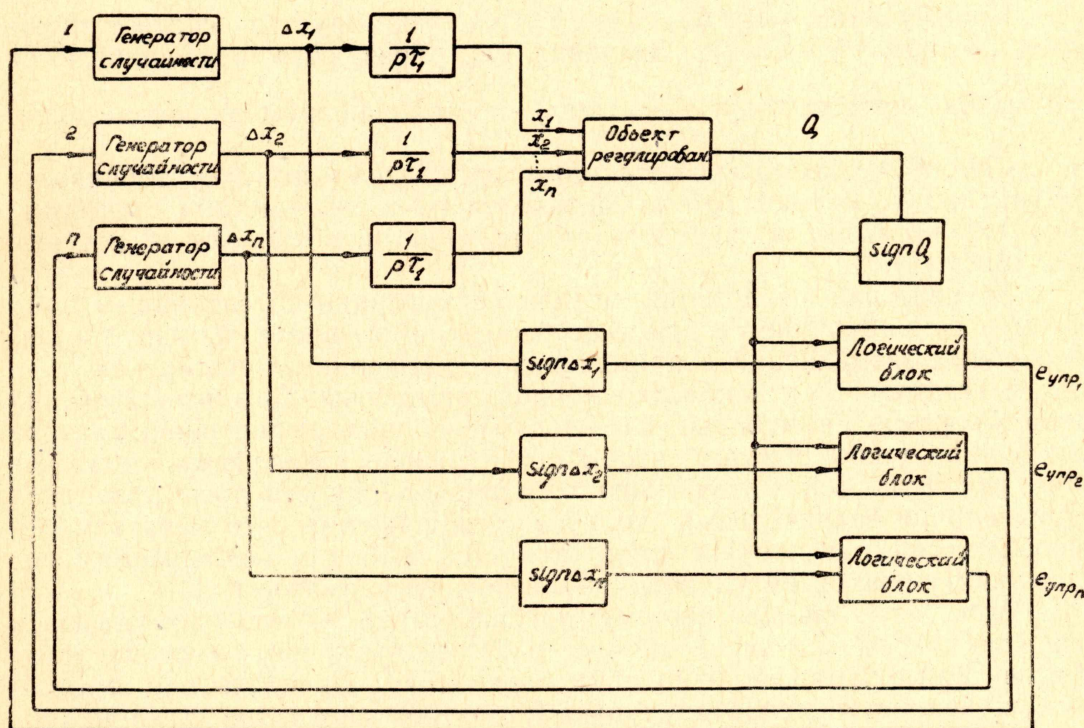 1
Генератор
случайности
Δx₁
1
pτ₁
2
Генератор
случайности
Δx₂
1
pτ₁
n
Генератор
случайности
Δxₙ
1
pτ₁
x₁
x₂
xₙ
Объект
регулирован.
Q
sign Q
sign Δx₁
Логический
блок
eупр₁
sign Δx₂
Логический
блок
eупр₂
sign Δxₙ
Логический
блок
eупрₙ